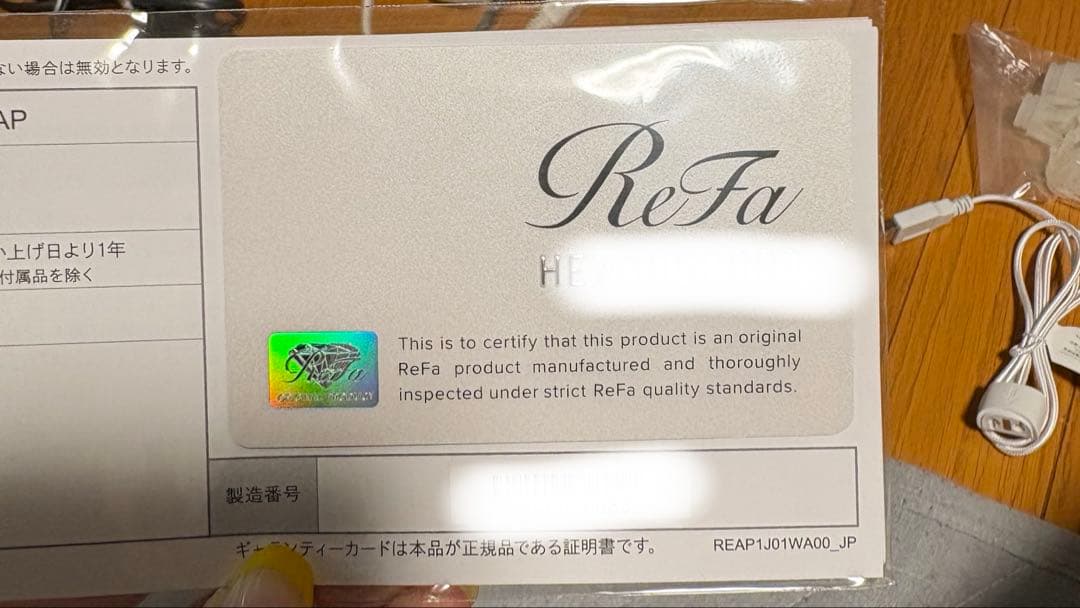 ない場合は無効となります。
AP
い上げ日より1年
付属品を除く
ReFa
HE
ReFa
This is to certify that this product is an original
ReFa product manufactured and thoroughly
inspected under strict ReFa quality standards.
製造番号
ギャランティーカードは本品が正規品である証明書です。
REAP1J01WA00_JP